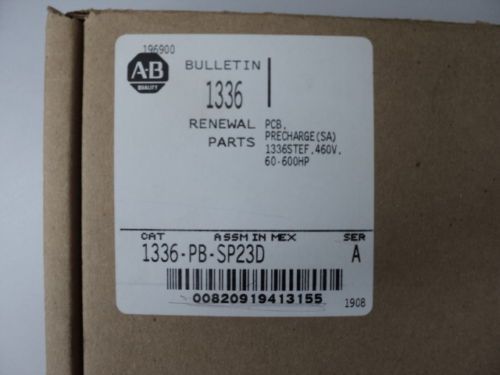 196900
A-B
QUALITY
BULLETIN
1336
RENEWAL
PARTS
PCB,
PRECHARGE(SA)
1336STEF,460V,
60-600HP
CAT ASSM IN MEX SER
1336-PB-SP23D A
00820919413155
1908